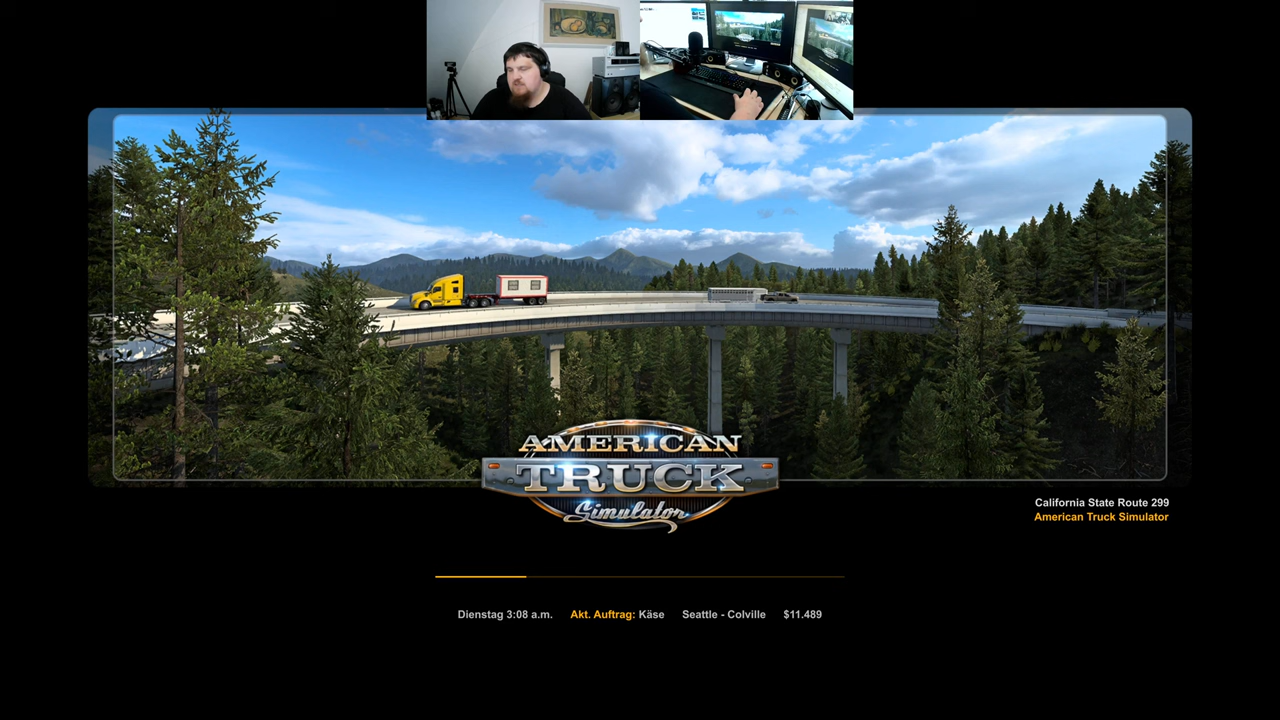 AMERICAN
TRUCK
Simulator
California State Route 299
American Truck Simulator
Dienstag 3:08 a.m. Akt. Auftrag: Käse Seattle - Colville $11.489